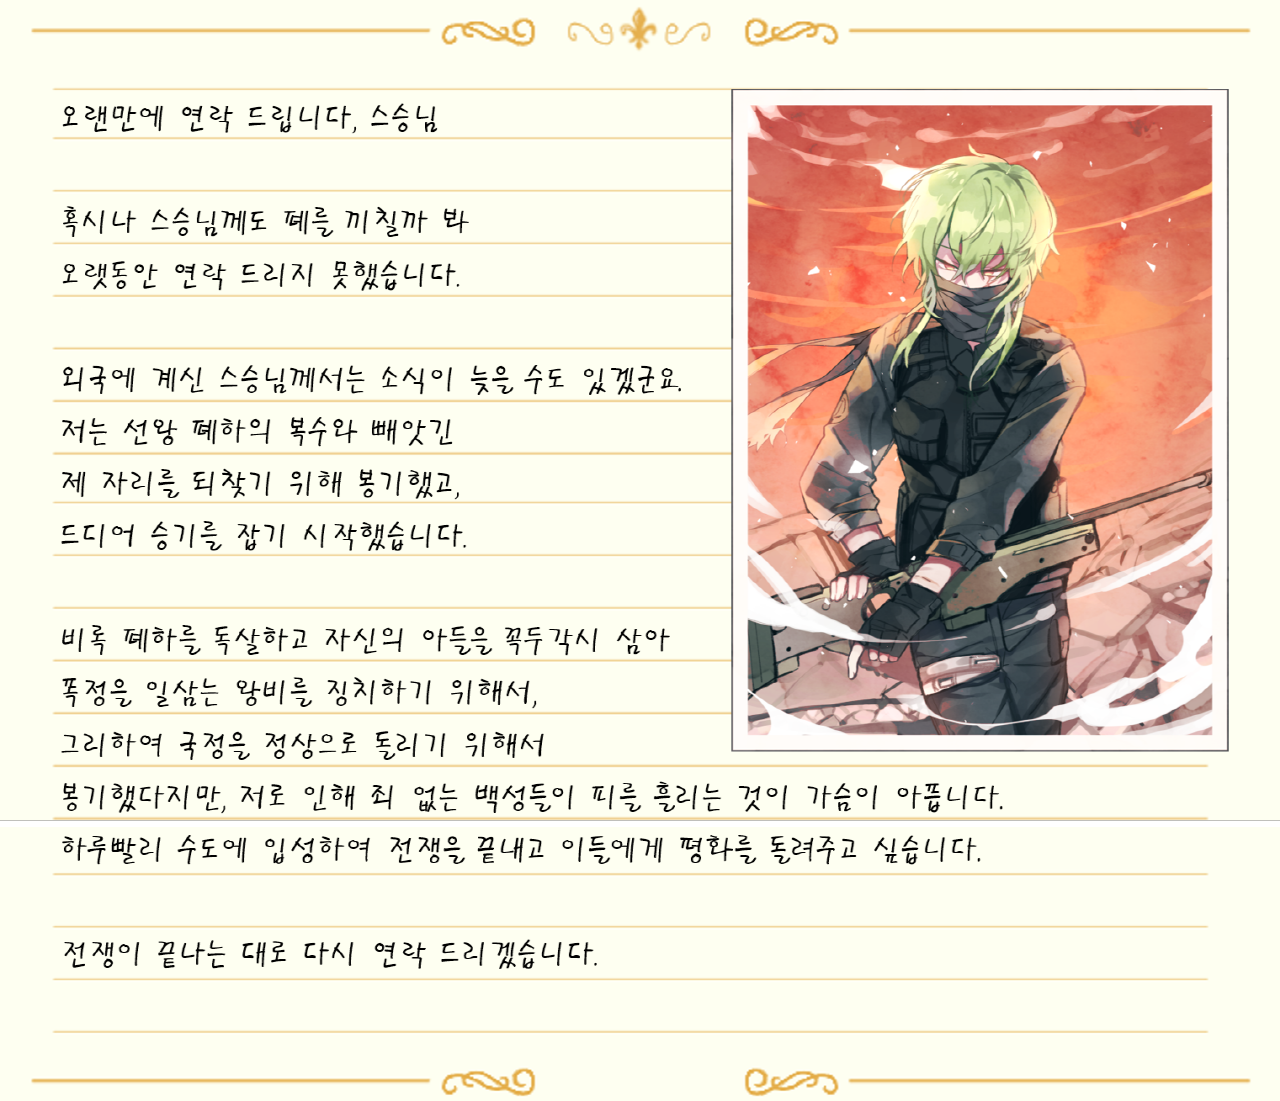 오랜만에 연락 드립니다, 스승님
혹시나 스승님께도 폐를 끼칠까 봐
오랫동안 연락 드리지 못했습니다.
외국에 계신 스승님께서는 소식이 늦을 수도 있겠군요.
저는 선왕 폐하의 복수와 빼앗긴
제 자리를 되찾기 위해 봉기했고,
드디어 승기를 잡기 시작했습니다.
비록 폐하를 독살하고 자신의 아들을 꼭두각시 삼아
폭정을 일삼는 왕비를 징치하기 위해서,
그리하여 국정을 정상으로 돌리기 위해서
봉기했다지만, 저로 인해 죄 없는 백성들이 피를 흘리는 것이 가슴이 아픕니다.
하루빨리 수도에 입성하여 전쟁을 끝내고 이들에게 평화를 돌려주고 싶습니다.
전쟁이 끝나는 대로 다시 연락 드리겠습니다.